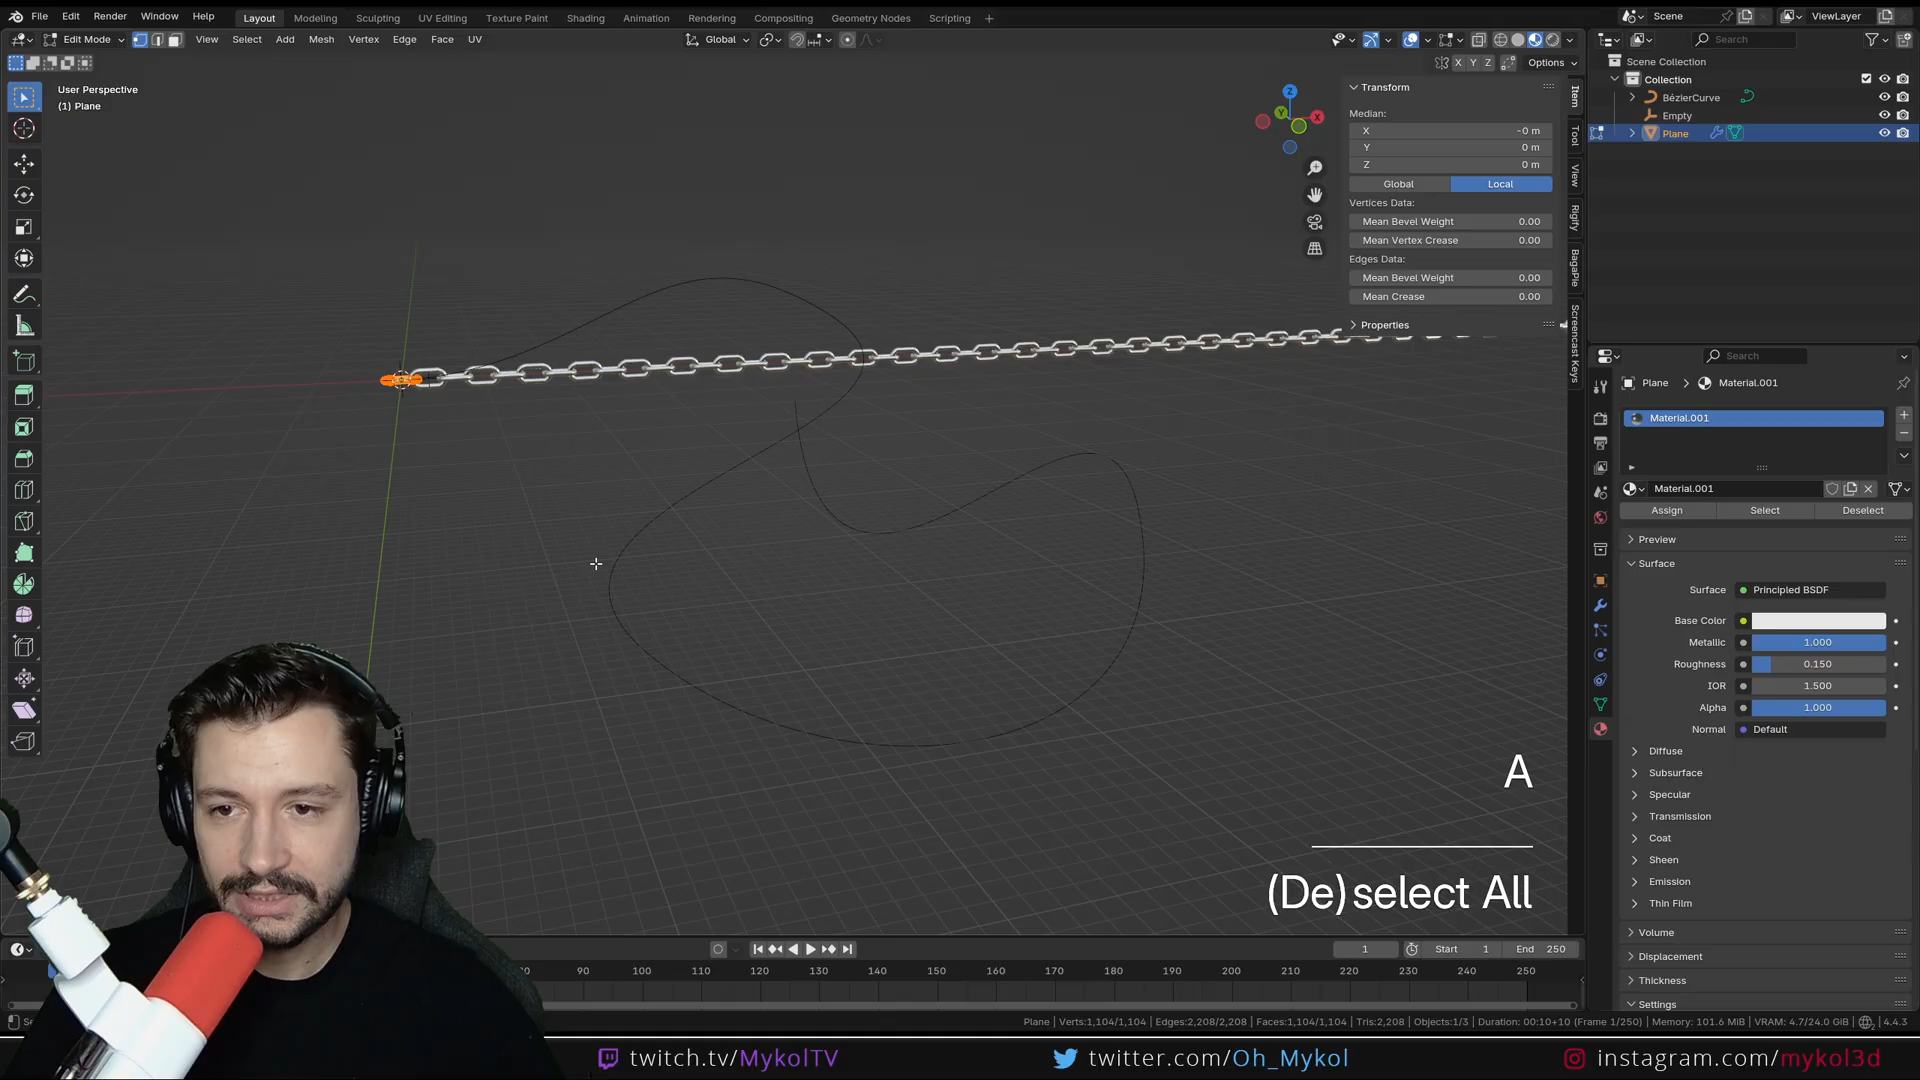 File Edit Render Window Help Layout Modeling Sculpting UV Editing Texture Paint Shading Animation Rendering Compositing Geometry Nodes Scripting + Scene ViewLayer
Edit Mode View Select Add Mesh Vertex Edge Face UV Global Search
X Y Z Options
User Perspective
(1) Plane
Z
X
Y
Transform
Median:
X -0 m
Y 0 m
Z 0 m
Global Local
Vertices Data:
Mean Bevel Weight 0.00
Mean Vertex Crease 0.00
Edges Data:
Mean Bevel Weight 0.00
Mean Crease 0.00
Properties
Item
Tool
View
Rigify
BagaPie
Screencast Keys
Scene Collection
Collection
BézierCurve
Empty
Plane
Search
Plane > Material.001
Material.001
Material.001
Assign Select Deselect
Preview
Surface
Surface Principled BSDF
Base Color
Metallic 1.000
Roughness 0.150
IOR 1.500
Alpha 1.000
Normal Default
Diffuse
Subsurface
Specular
Transmission
Coat
Sheen
Emission
Thin Film
Volume
Displacement
Thickness
Settings
A
(De)select All
1 Start 1 End 250
90 100 110 120 130 140 150 160 170 180 190 200 210 220 230 240 250
Plane | Verts:1,104/1,104 | Edges:2,208/2,208 | Faces:1,104/1,104 | Tris:2,208 | Objects:1/3 | Duration: 00:10+10 (Frame 1/250) | Memory: 101.6 MiB | VRAM: 4.7/24.0 GiB | 4.4.3
twitch.tv/MykolTV twitter.com/Oh_Mykol instagram.com/mykol3d